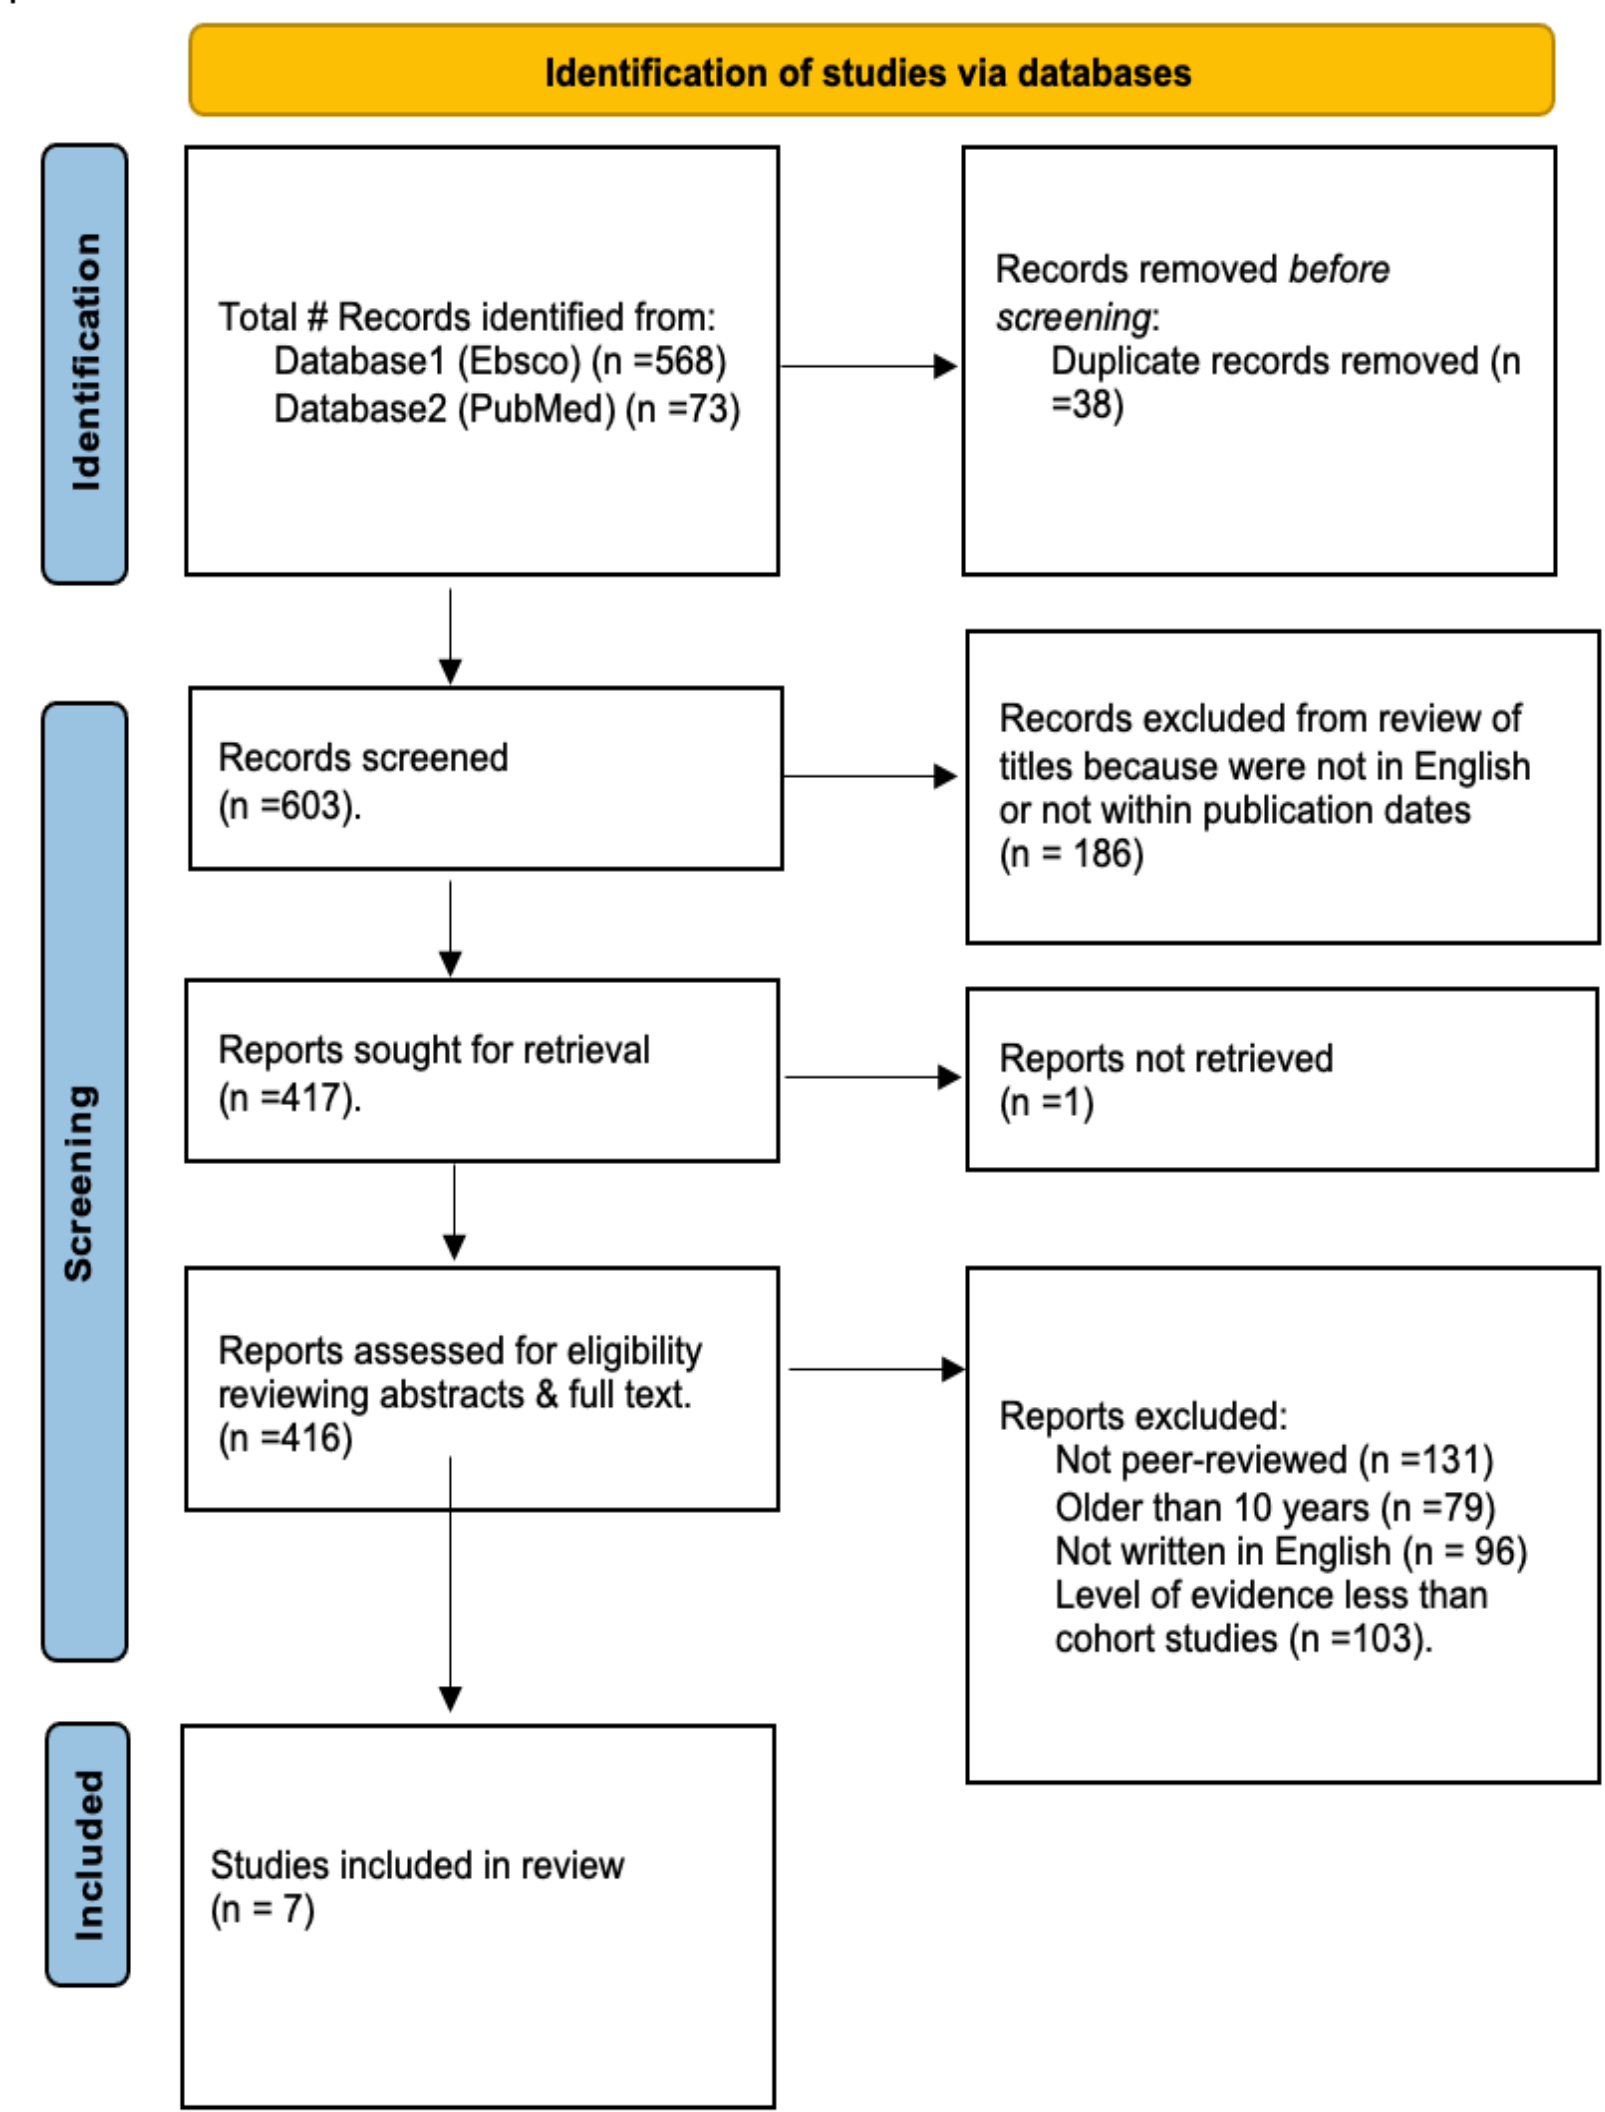 Identification of studies via databases
Identification
Total # Records identified from:
Database1 (Ebsco) (n =568)
Database2 (PubMed) (n =73)
Records removed before
screening:
Duplicate records removed (n
=38)
Screening
Records screened
(n =603).
Records excluded from review of
titles because were not in English
or not within publication dates
(n = 186)
Reports sought for retrieval
(n =417).
Reports not retrieved
(n =1)
Reports assessed for eligibility
reviewing abstracts & full text.
(n =416)
Reports excluded:
Not peer-reviewed (n =131)
Older than 10 years (n =79)
Not written in English (n = 96)
Level of evidence less than
cohort studies (n =103).
Included
Studies included in review
(n = 7)